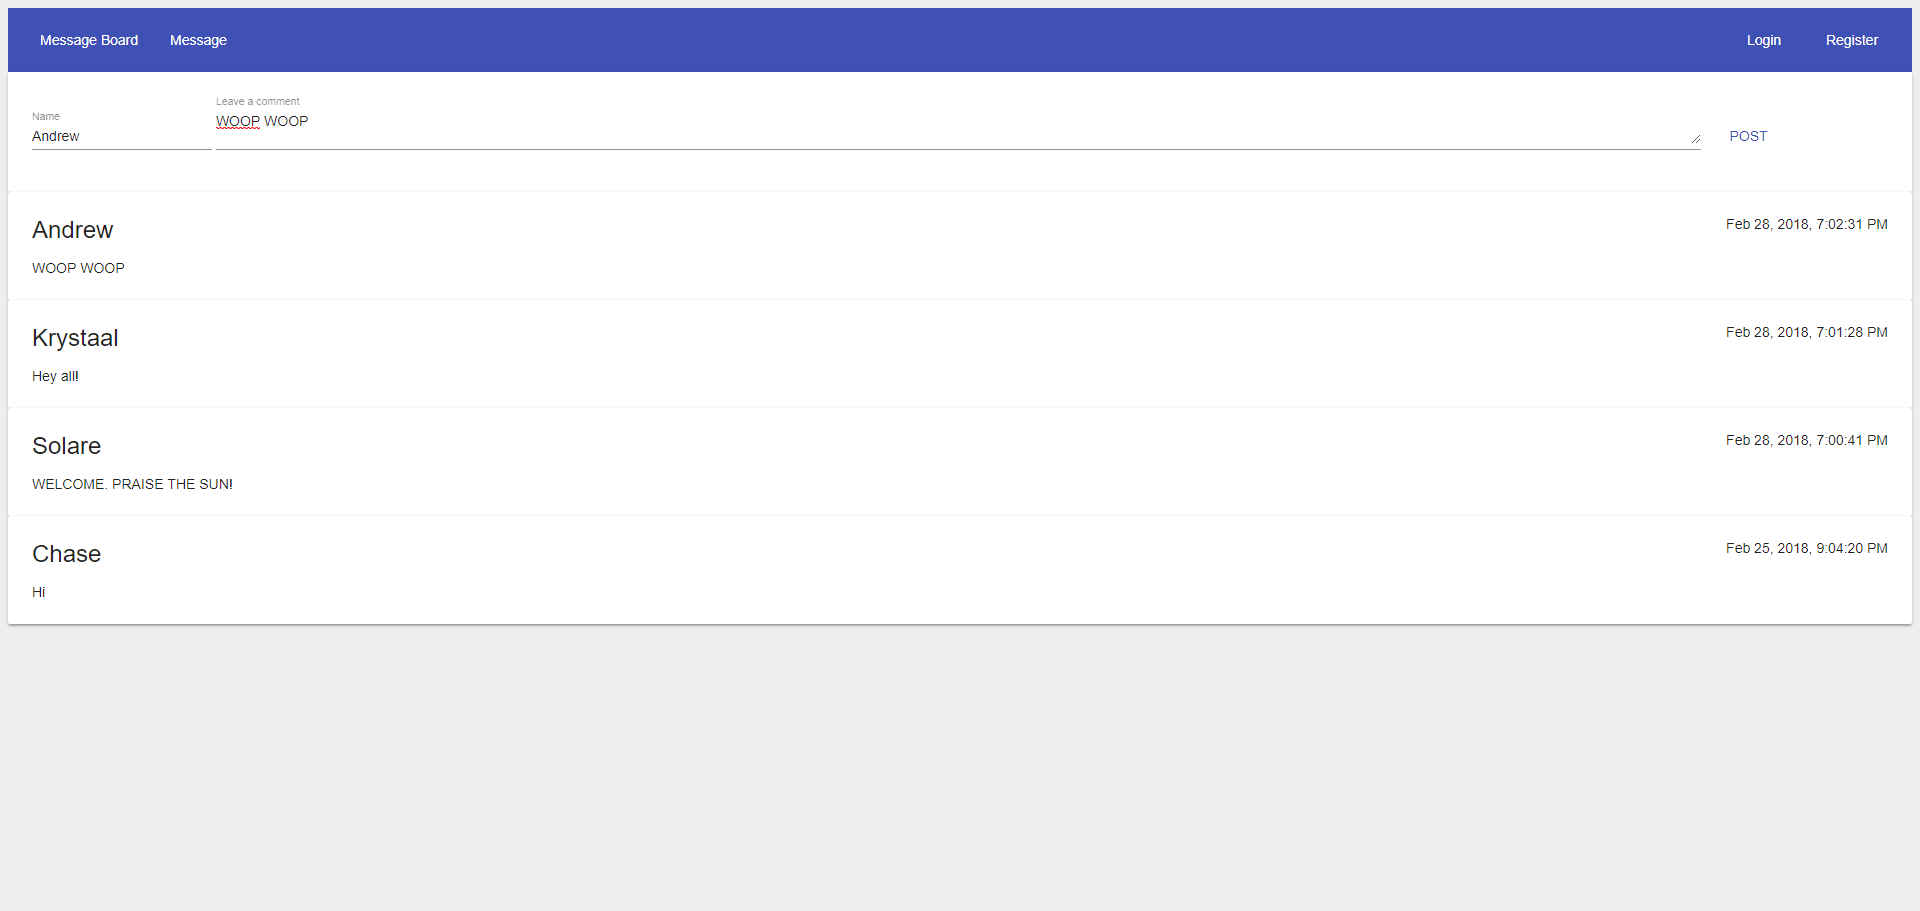 Message Board Message Login Register
Leave a comment
Name
WOOP WOOP
Andrew
POST
Andrew Feb 28, 2018, 7:02:31 PM
WOOP WOOP
Krystaal Feb 28, 2018, 7:01:28 PM
Hey all!
Solare Feb 28, 2018, 7:00:41 PM
WELCOME. PRAISE THE SUN!
Chase Feb 25, 2018, 9:04:20 PM
Hi